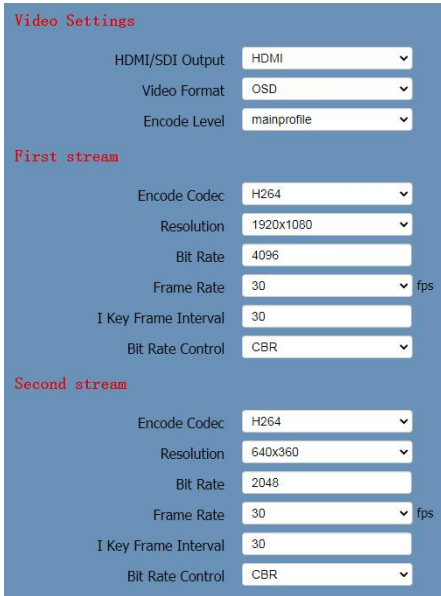 Video Settings
HDMI/SDI Output HDMI
Video Format OSD
Encode Level mainprofile
First stream
Encode Codec H264
Resolution 1920x1080
Bit Rate 4096
Frame Rate 30 fps
I Key Frame Interval 30
Bit Rate Control CBR
Second stream
Encode Codec H264
Resolution 640x360
Bit Rate 2048
Frame Rate 30 fps
I Key Frame Interval 30
Bit Rate Control CBR